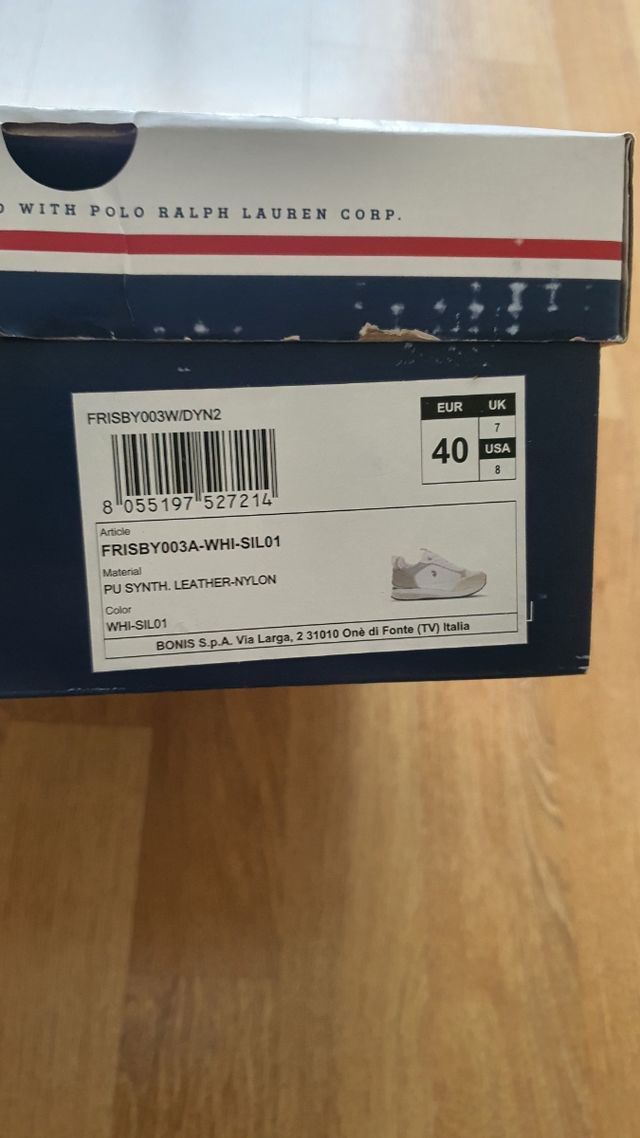 WITH POLO RALPH LAUREN CORP.
FRISBY003W/DYN2
8 055197 527214
EUR UK
40 7
USA
8
Article
FRISBY003A-WHI-SIL01
Material
PU SYNTH. LEATHER-NYLON
Color
WHI-SIL01
BONIS S.p.A. Via Larga, 2 31010 Onè di Fonte (TV) Italia